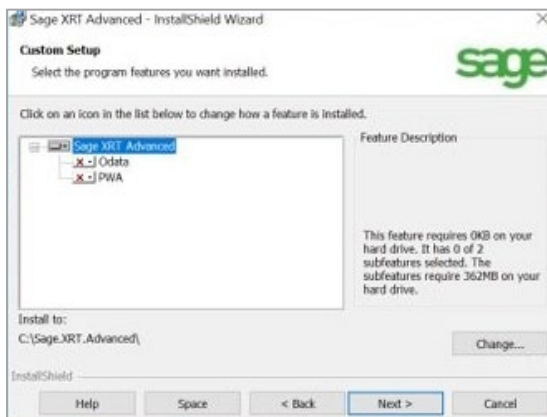 Sage XRT Advanced - InstallShield Wizard
Custom Setup
Select the program features you want installed.
sage
Click on an icon in the list below to change how a feature is installed.
Sage XRT Advanced
Odata
PWA
Feature Description
This feature requires 0KB on your
hard drive. It has 0 of 2
subfeatures selected. The
subfeatures require 362MB on your
hard drive.
Install to:
C:\Sage.XRT.Advanced\
Change...
InstallShield
Help
Space
< Back
Next >
Cancel